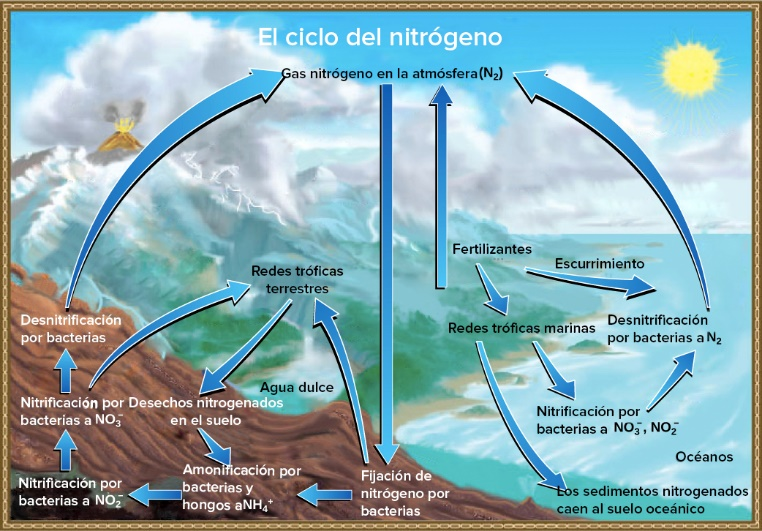 El ciclo del nitrógeno
Gas nitrógeno en la atmósfera(N₂)
Fertilizantes
Escurrimiento
Redes tróficas
terrestres
Desnitrificación
por bacterias
Redes tróficas marinas
Desnitrificación
por bacterias a N₂
Agua dulce
Nitrificación por
bacterias a NO₃⁻
Desechos nitrogenados
en el suelo
Nitrificación por
bacterias a NO₃⁻, NO₂⁻
Océanos
Nitrificación por
bacterias a NO₂⁻
Amonificación por
bacterias y
hongos aNH₄⁺
Fijación de
nitrógeno por
bacterias
Los sedimentos nitrogenados
caen al suelo oceánico